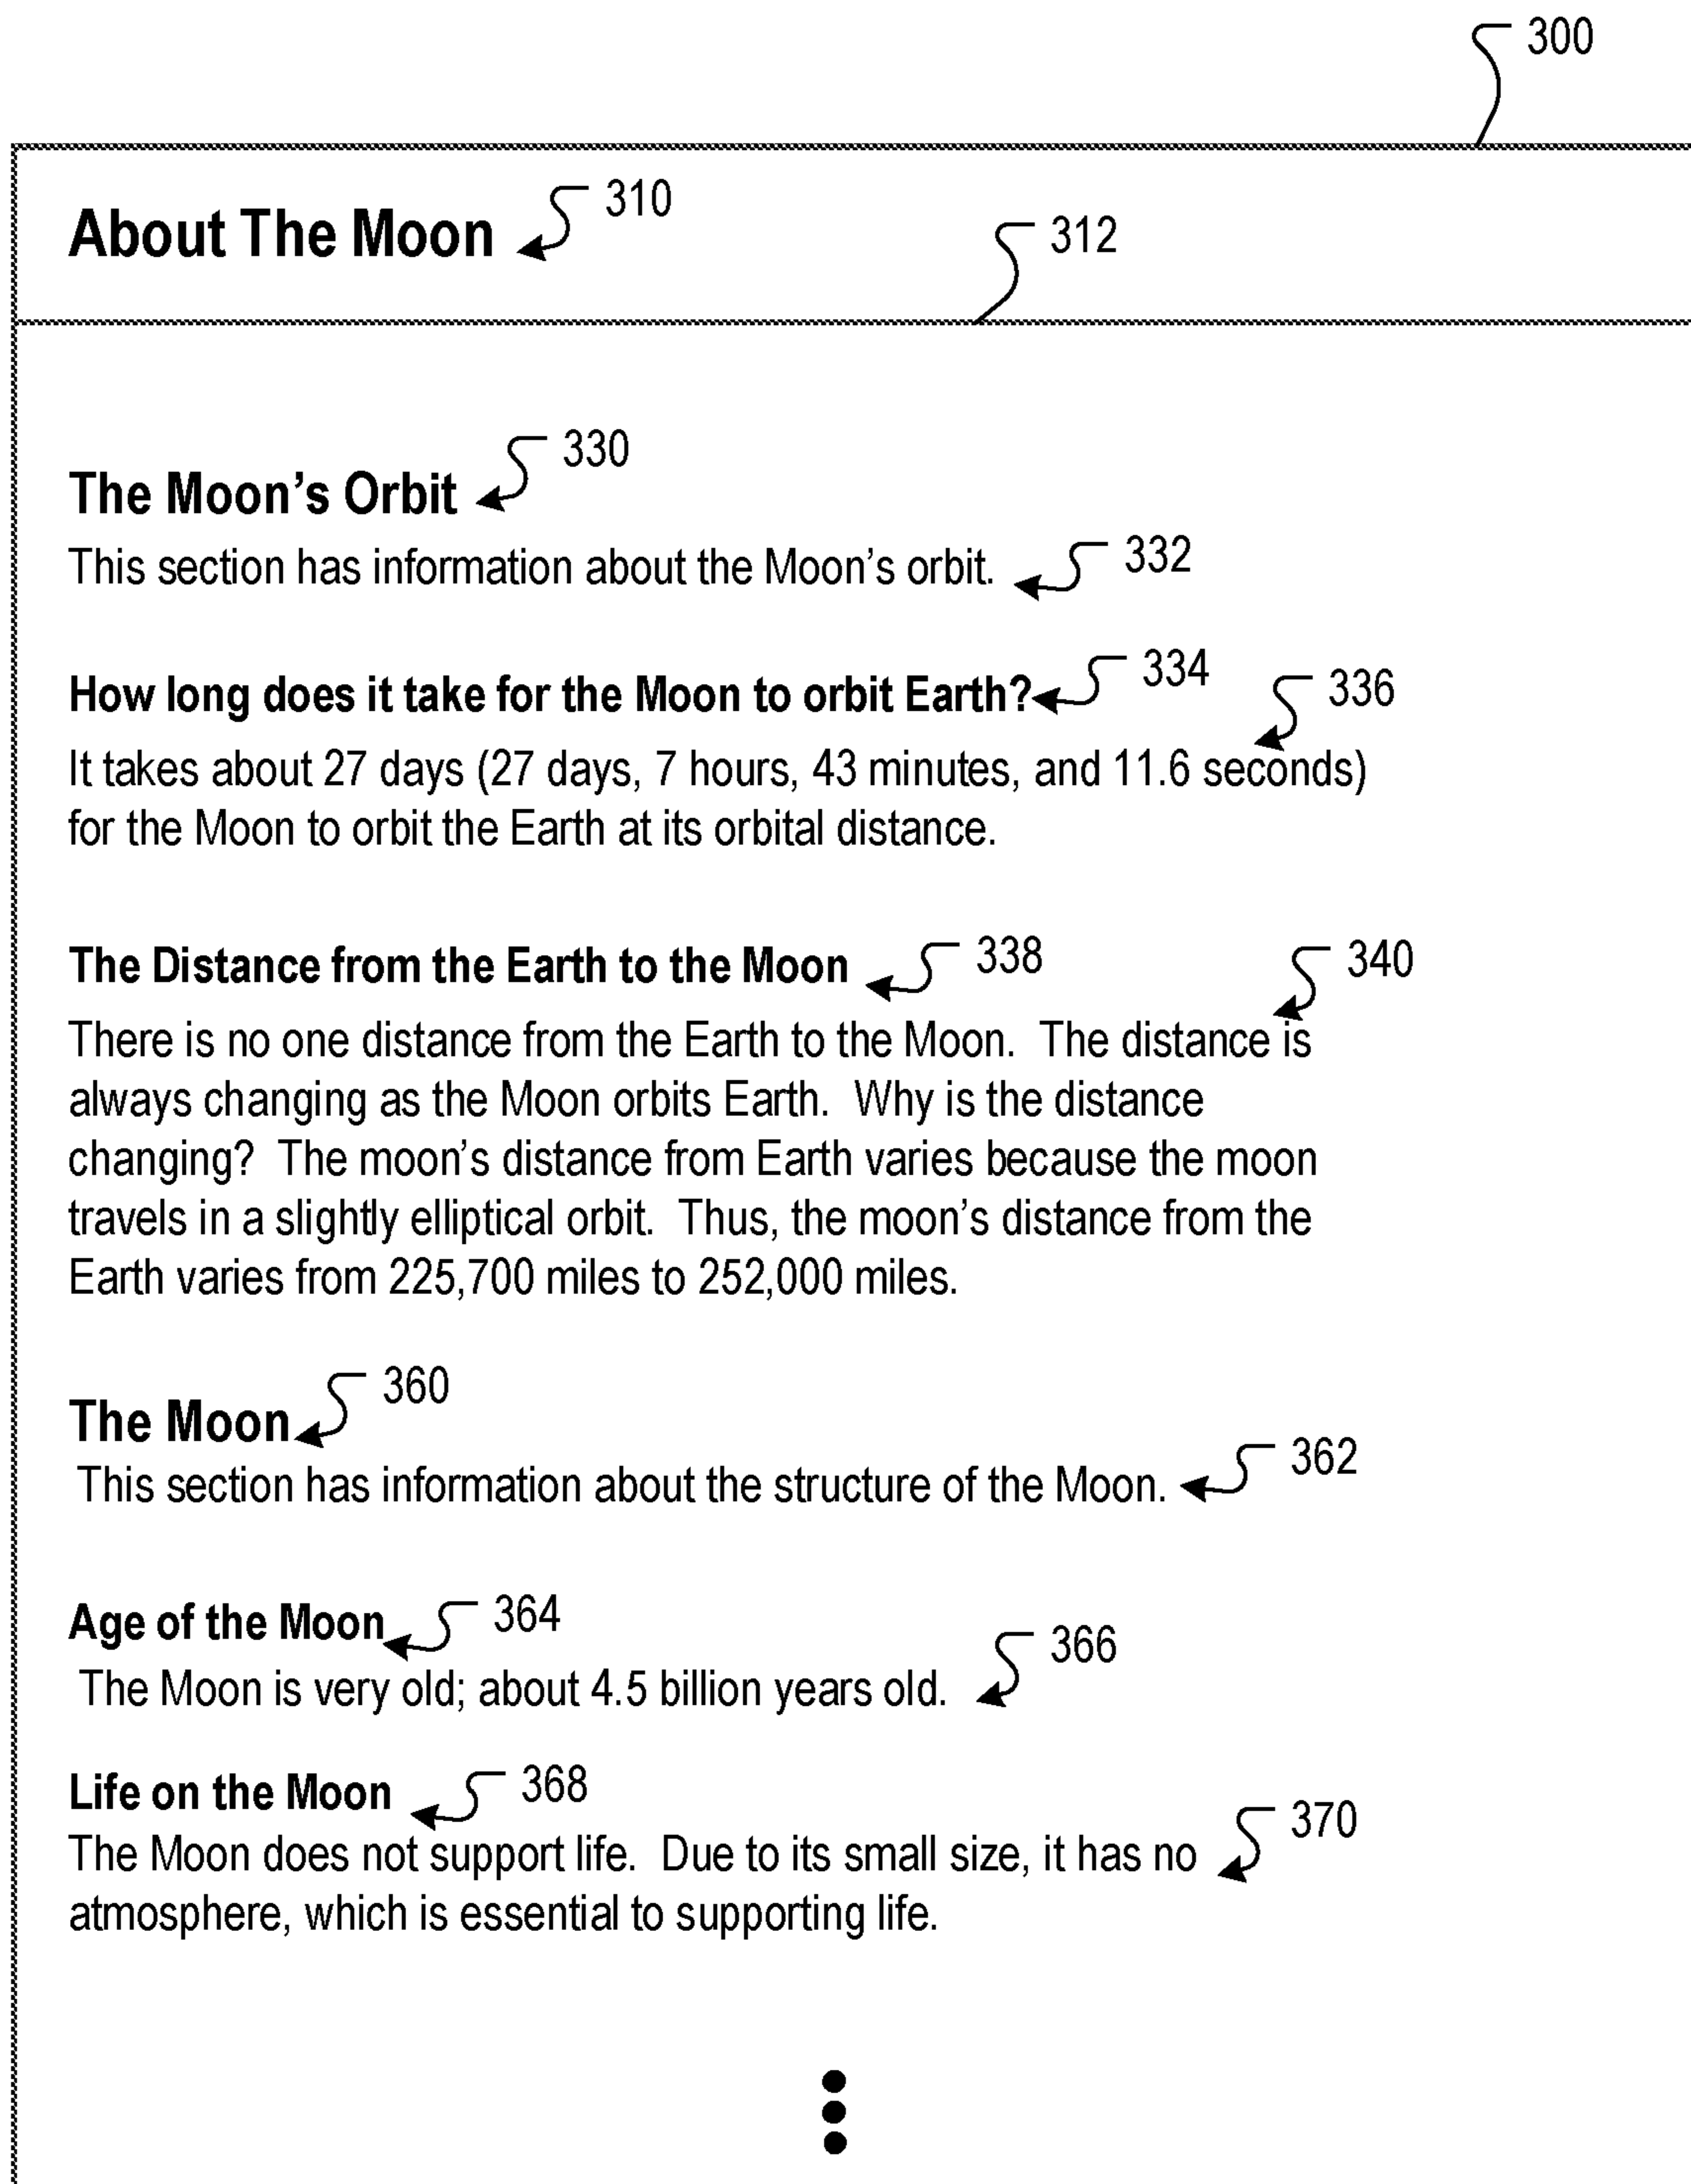 300
About The Moon 310
312
The Moon’s Orbit 330
This section has information about the Moon’s orbit. 332
How long does it take for the Moon to orbit Earth? 334
336
It takes about 27 days (27 days, 7 hours, 43 minutes, and 11.6 seconds)
for the Moon to orbit the Earth at its orbital distance.
The Distance from the Earth to the Moon 338
340
There is no one distance from the Earth to the Moon.  The distance is
always changing as the Moon orbits Earth.  Why is the distance
changing?  The moon’s distance from Earth varies because the moon
travels in a slightly elliptical orbit.  Thus, the moon’s distance from the
Earth varies from 225,700 miles to 252,000 miles.
The Moon 360
This section has information about the structure of the Moon. 362
Age of the Moon 364
The Moon is very old; about 4.5 billion years old. 366
Life on the Moon 368
The Moon does not support life.  Due to its small size, it has no 370
atmosphere, which is essential to supporting life.